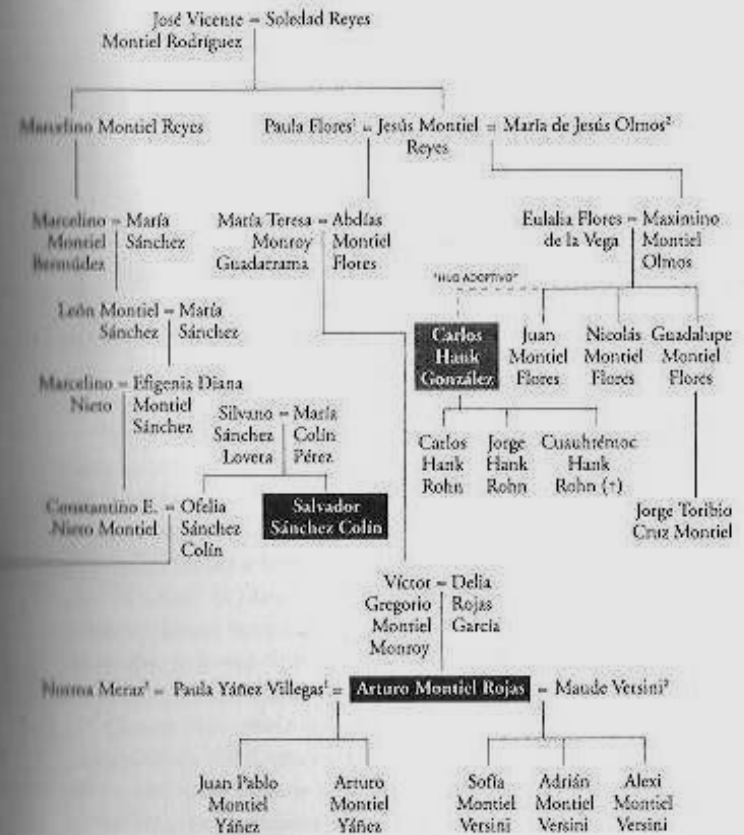 José Vicente = Soledad Reyes
Montiel Rodríguez
Marcelino Montiel Reyes
Paula Flores¹ = Jesús Montiel = María de Jesús Olmos²
Reyes
Marcelino = María
Montiel Sánchez
Bermúdez
María Teresa = Abdías
Monroy Montiel
Guadarrama Flores
Eulalia Flores = Maximino
de la Vega Montiel
Olmos
"HIJO ADOPTIVO"
León Montiel = María
Sánchez Sánchez
Carlos
Hank
González
Juan
Montiel
Flores
Nicolás
Montiel
Flores
Guadalupe
Montiel
Flores
Marcelino = Efigenia Diana
Nieto Montiel
Sánchez
Silvano = María
Sánchez Colín
Lovera Pérez
Carlos
Hank
Rohn
Jorge
Hank
Rohn
Cuauhtémoc
Hank
Rohn (†)
Constantino E. = Ofelia
Nieto Montiel Sánchez
Colín
Salvador
Sánchez Colín
Jorge Toribio
Cruz Montiel
Víctor = Delia
Gregorio Rojas
Montiel García
Monroy
Norma Meraz³ = Paula Yáñez Villegas¹ = Arturo Montiel Rojas = Maude Versini²
Juan Pablo
Montiel
Yáñez
Arturo
Montiel
Yáñez
Sofía
Montiel
Versini
Adrián
Montiel
Versini
Alexi
Montiel
Versini